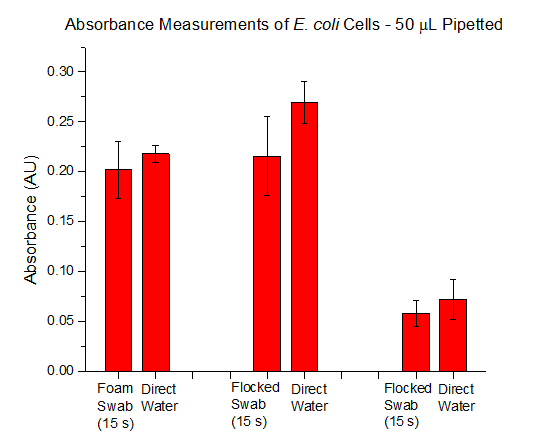 Absorbance Measurements of E. coli Cells - 50 µL Pipetted
Absorbance (AU)
0.30
0.25
0.20
0.15
0.10
0.05
0.00
Foam
Swab
(15 s)
Direct
Water
Flocked
Swab
(15 s)
Direct
Water
Flocked
Swab
(15 s)
Direct
Water